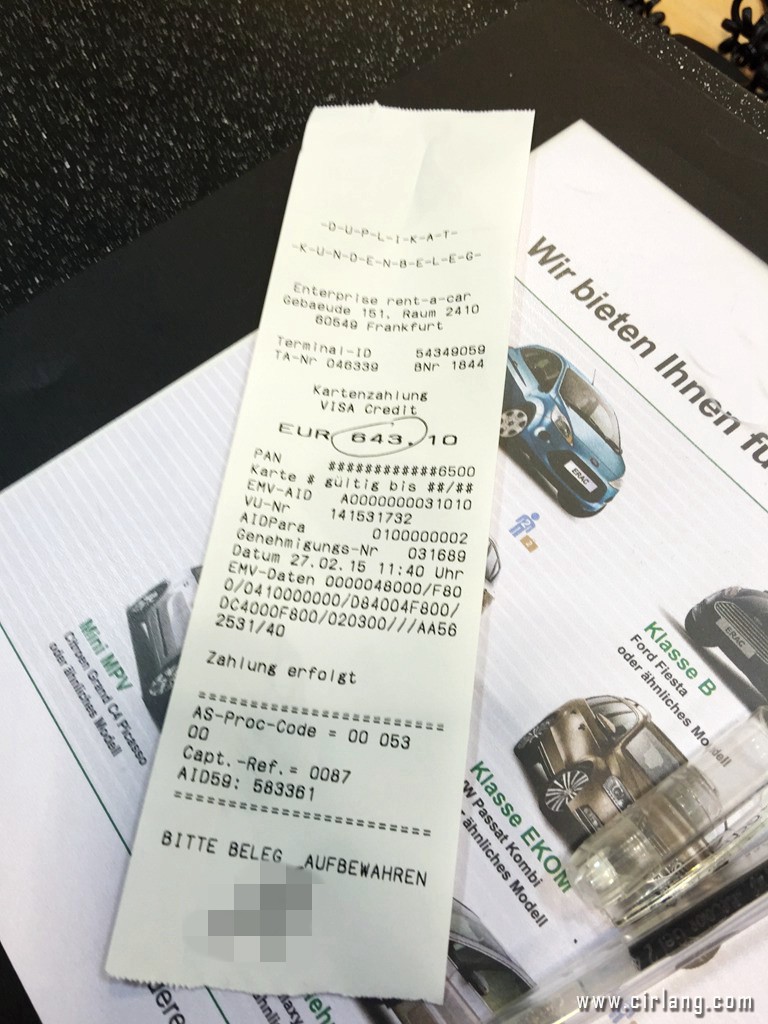 -D-U-P-L-I-K-A-T-
-K-U-N-D-E-N-B-E-L-E-G-
Enterprise rent-a-car
Gebaeude 151, Raum 2410
60549 Frankfurt
Terminal-ID 54349059
TA-Nr 046339 BNr 1844
Kartenzahlung
VISA Credit
EUR 643,10
PAN ############6500
Karte # gültig bis ##/##
EMV-AID A0000000031010
VU-Nr 141531732
AIDPara 0100000002
Genehmigungs-Nr 031689
Datum 27.02.15 11:40 Uhr
EMV-Daten 0000048000/F80
0/0410000000/D84004F800/
DC4000F800/020300///AA56
2531/40
Zahlung erfolgt
========================
AS-Proc-Code = 00 053
00
Capt.-Ref.= 0087
AID59: 583361
========================
BITTE BELEG AUFBEWAHREN
Wir bieten Ihnen
ERAC
Mini MPV
Citroën Grand C4 Picasso
oder ähnliches Modell
Klasse B
Ford Fiesta
oder ähnliches Modell
ERAC
Klasse EKOM
VW Passat Kombi
ähnliches Modell
www.cirlang.com